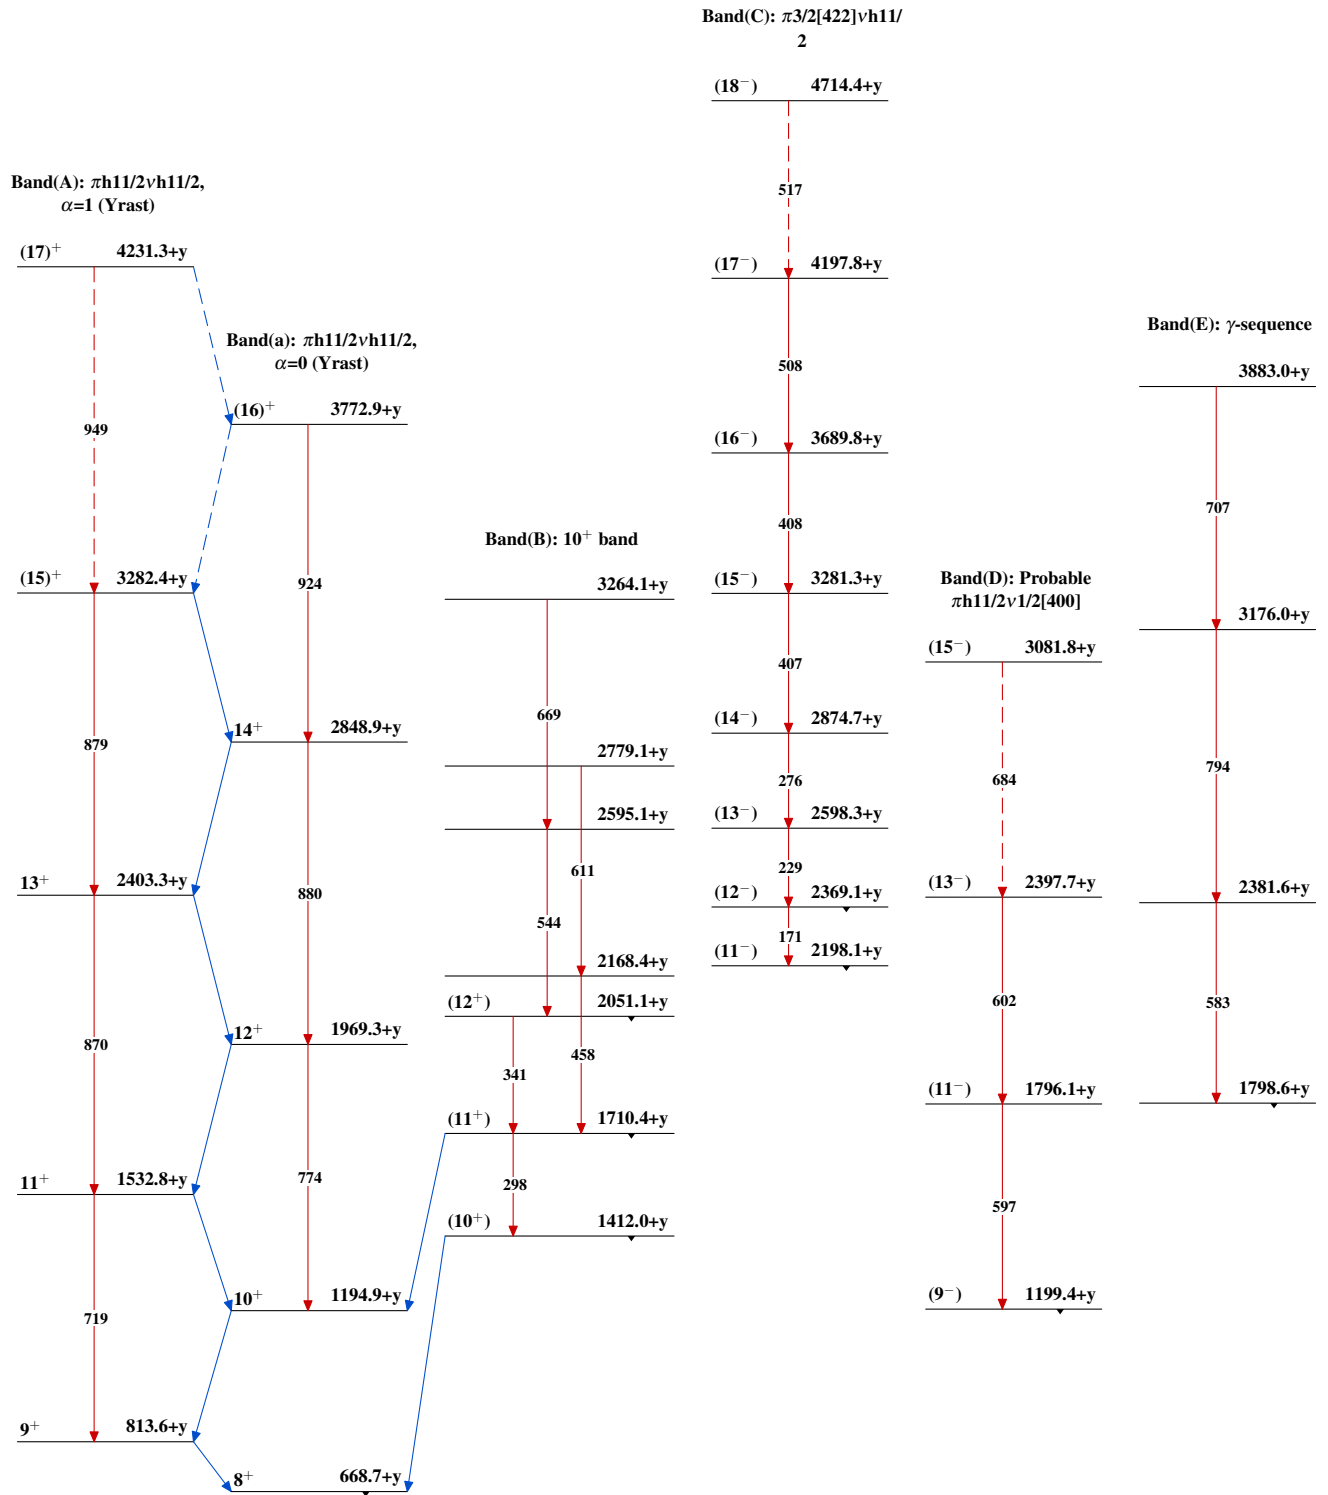 Band(A): πh11/2νh11/2,
α=1 (Yrast)
(17)⁺ 4231.3+y
949
(15)⁺ 3282.4+y
879
13⁺ 2403.3+y
870
11⁺ 1532.8+y
719
9⁺ 813.6+y
Band(a): πh11/2νh11/2,
α=0 (Yrast)
(16)⁺ 3772.9+y
924
14⁺ 2848.9+y
880
12⁺ 1969.3+y
774
10⁺ 1194.9+y
8⁺ 668.7+y
Band(B): 10⁺ band
3264.1+y
669
2779.1+y
2595.1+y
611
544
2168.4+y
(12⁺) 2051.1+y
458
341
(11⁺) 1710.4+y
298
(10⁺) 1412.0+y
Band(C): π3/2[422]νh11/
2
(18⁻) 4714.4+y
517
(17⁻) 4197.8+y
508
(16⁻) 3689.8+y
408
(15⁻) 3281.3+y
407
(14⁻) 2874.7+y
276
(13⁻) 2598.3+y
229
(12⁻) 2369.1+y
171
(11⁻) 2198.1+y
Band(D): Probable
πh11/2ν1/2[400]
(15⁻) 3081.8+y
684
(13⁻) 2397.7+y
602
(11⁻) 1796.1+y
597
(9⁻) 1199.4+y
Band(E): γ-sequence
3883.0+y
707
3176.0+y
794
2381.6+y
583
1798.6+y